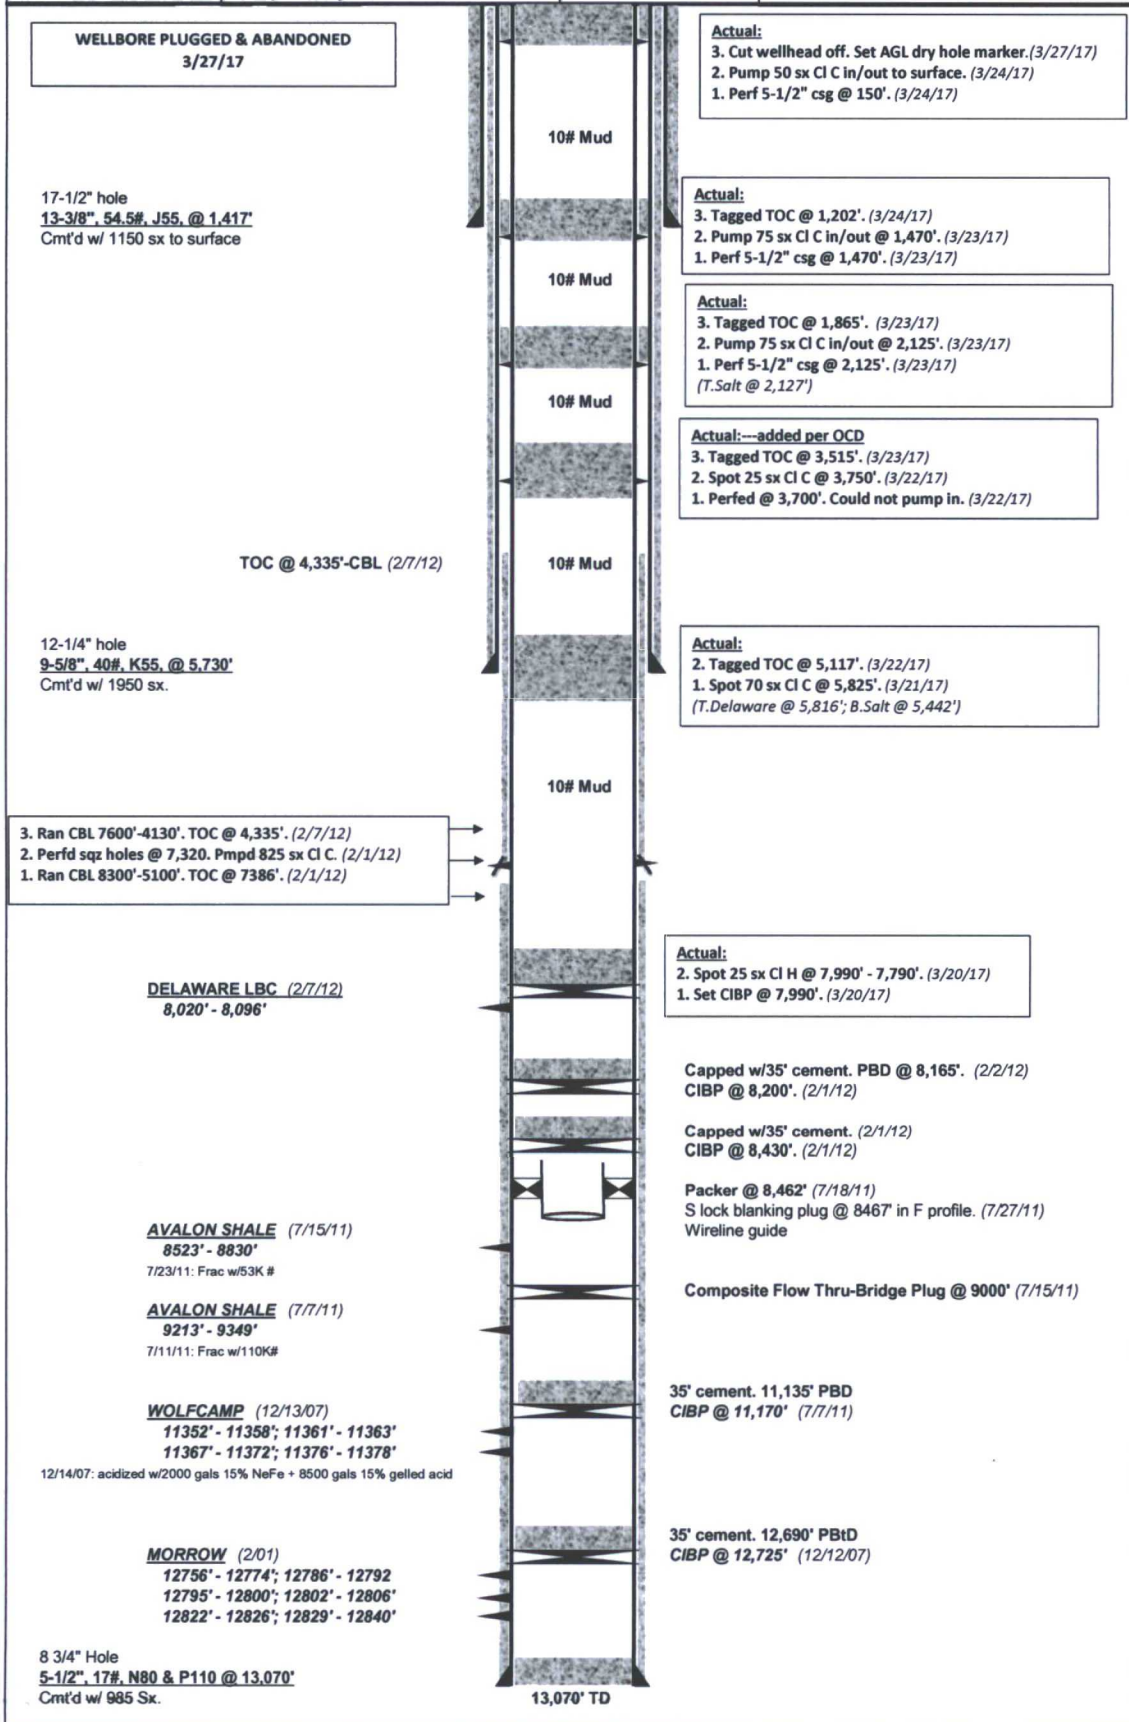 WELLBORE PLUGGED & ABANDONED
3/27/17
Actual:
3. Cut wellhead off. Set AGL dry hole marker.(3/27/17)
2. Pump 50 sx Cl C in/out to surface. (3/24/17)
1. Perf 5-1/2" csg @ 150'. (3/24/17)
10# Mud
17-1/2" hole
13-3/8", 54.5#, J55, @ 1,417'
Cmt'd w/ 1150 sx to surface
Actual:
3. Tagged TOC @ 1,202'. (3/24/17)
2. Pump 75 sx Cl C in/out @ 1,470'. (3/23/17)
1. Perf 5-1/2" csg @ 1,470'. (3/23/17)
10# Mud
Actual:
3. Tagged TOC @ 1,865'. (3/23/17)
2. Pump 75 sx Cl C in/out @ 2,125'. (3/23/17)
1. Perf 5-1/2" csg @ 2,125'. (3/23/17)
(T.Salt @ 2,127')
10# Mud
Actual:---added per OCD
3. Tagged TOC @ 3,515'. (3/23/17)
2. Spot 25 sx Cl C @ 3,750'. (3/22/17)
1. Perfed @ 3,700'. Could not pump in. (3/22/17)
TOC @ 4,335'-CBL (2/7/12)
10# Mud
12-1/4" hole
9-5/8", 40#, K55, @ 5,730'
Cmt'd w/ 1950 sx.
Actual:
2. Tagged TOC @ 5,117'. (3/22/17)
1. Spot 70 sx Cl C @ 5,825'. (3/21/17)
(T.Delaware @ 5,816'; B.Salt @ 5,442')
10# Mud
3. Ran CBL 7600'-4130'. TOC @ 4,335'. (2/7/12)
2. Perfd sqz holes @ 7,320. Pmpd 825 sx Cl C. (2/1/12)
1. Ran CBL 8300'-5100'. TOC @ 7386'. (2/1/12)
Actual:
2. Spot 25 sx Cl H @ 7,990' - 7,790'. (3/20/17)
1. Set CIBP @ 7,990'. (3/20/17)
DELAWARE LBC (2/7/12)
8,020' - 8,096'
Capped w/35' cement. PBD @ 8,165'. (2/2/12)
CIBP @ 8,200'. (2/1/12)
Capped w/35' cement. (2/1/12)
CIBP @ 8,430'. (2/1/12)
Packer @ 8,462' (7/18/11)
S lock blanking plug @ 8467' in F profile. (7/27/11)
Wireline guide
AVALON SHALE (7/15/11)
8523' - 8830'
7/23/11: Frac w/53K #
Composite Flow Thru-Bridge Plug @ 9000' (7/15/11)
AVALON SHALE (7/7/11)
9213' - 9349'
7/11/11: Frac w/110K#
35' cement. 11,135' PBD
CIBP @ 11,170' (7/7/11)
WOLFCAMP (12/13/07)
11352' - 11358'; 11361' - 11363'
11367' - 11372'; 11376' - 11378'
12/14/07: acidized w/2000 gals 15% NeFe + 8500 gals 15% gelled acid
35' cement. 12,690' PBtD
CIBP @ 12,725' (12/12/07)
MORROW (2/01)
12756' - 12774'; 12786' - 12792
12795' - 12800'; 12802' - 12806'
12822' - 12826'; 12829' - 12840'
8 3/4" Hole
5-1/2", 17#, N80 & P110 @ 13,070'
Cmt'd w/ 985 Sx.
13,070' TD